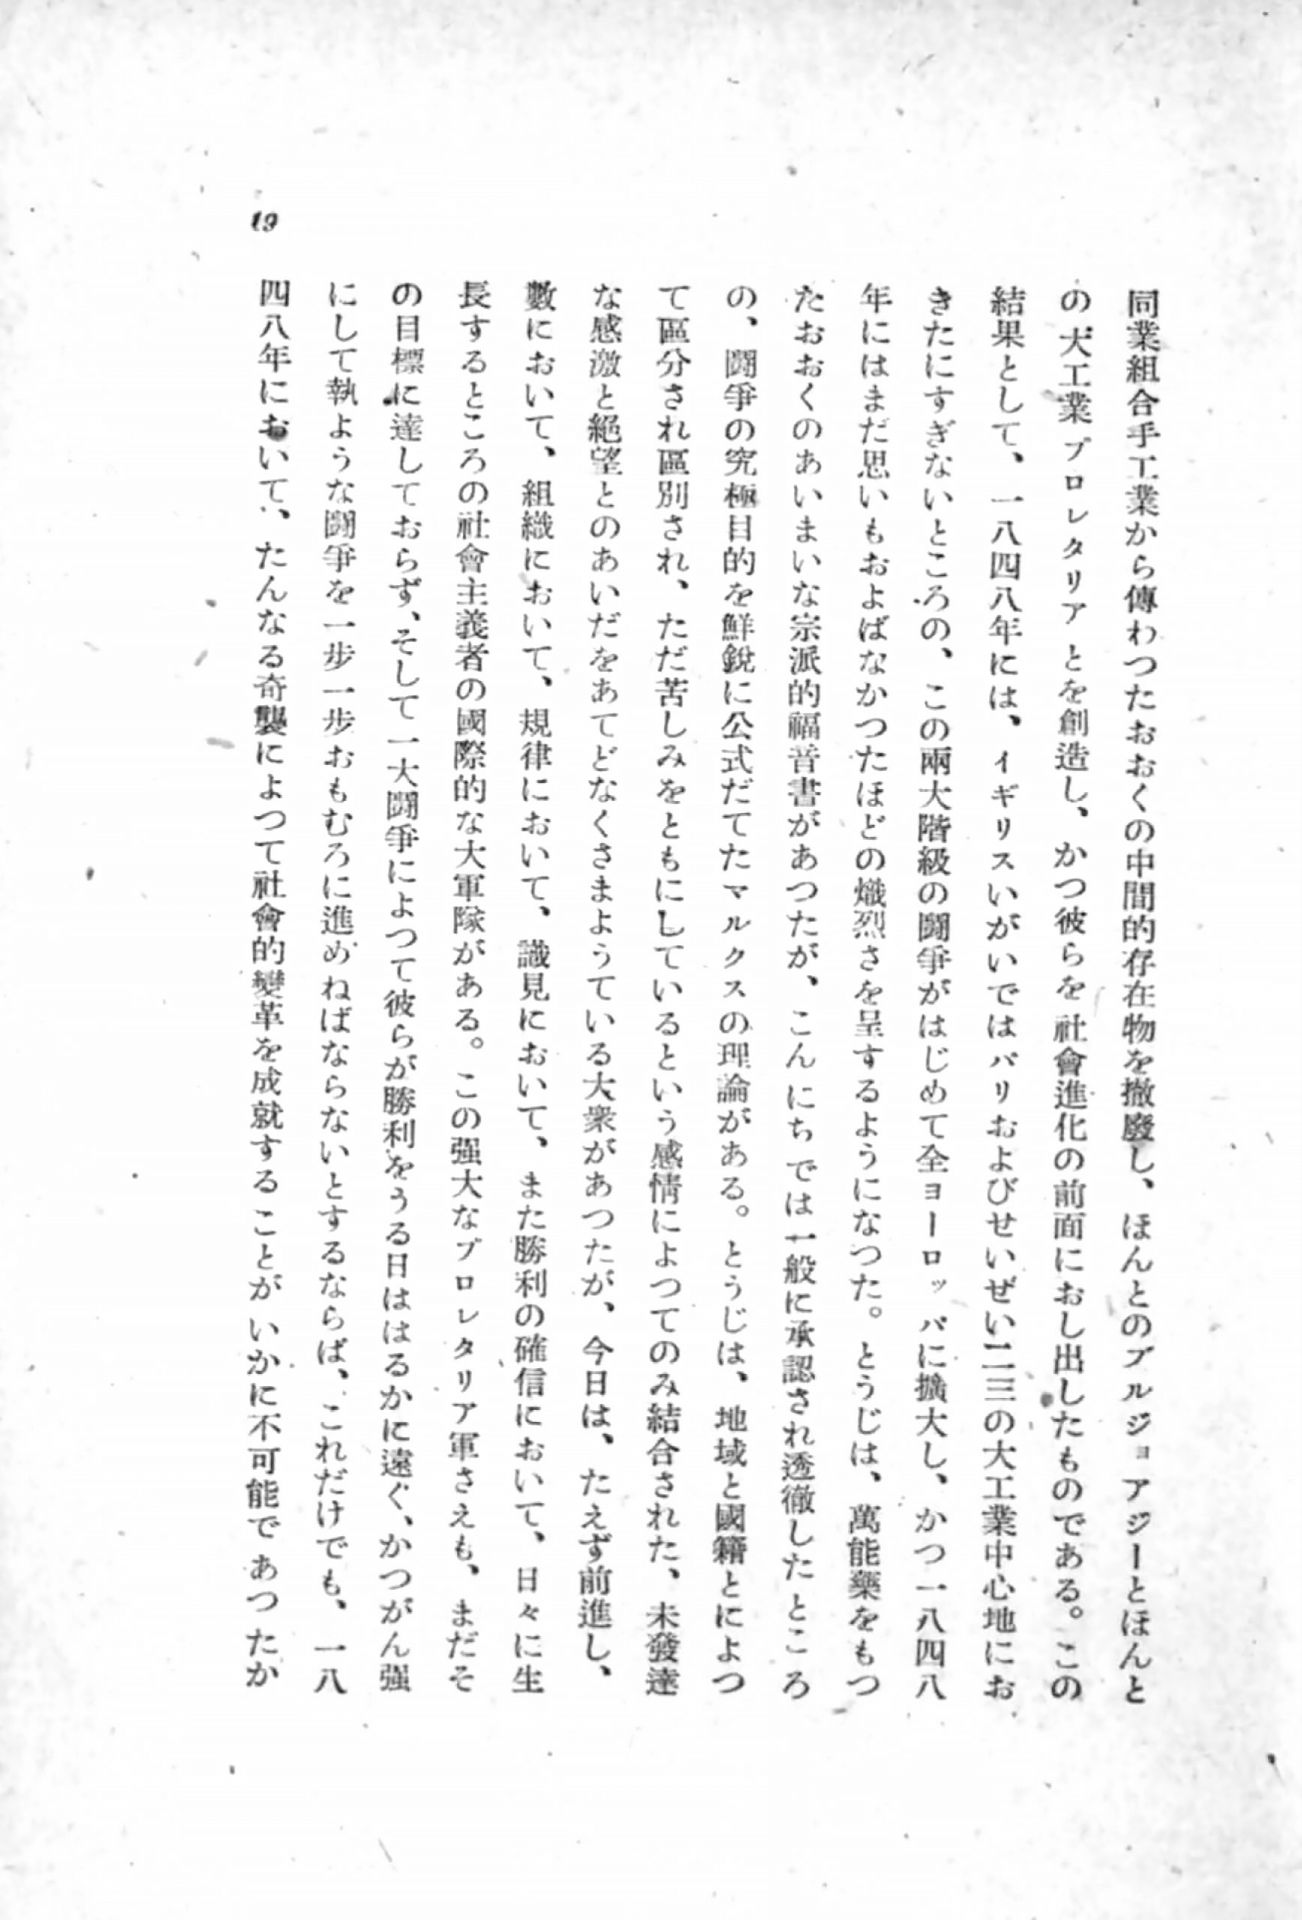 同業組合手工業から傳わつたおおくの中間的存在物を撤廢し、ほんとのブルジョアジーとほんと
の大工業プロレタリアとを創造し、かつ彼らを社會進化の前面におし出したものである。この
結果として、一八四八年には、イギリスいがいではパリおよびせいぜい二三の大工業中心地にお
きたにすぎないところの、この兩大階級の闘爭がはじめて全ヨーロッパに擴大し、かつ一八四八
年にはまだ思いもおよばなかつたほどの熾烈さを呈するようになつた。とうじは、萬能藥をもつ
たおおくのあいまいな宗派的福音書があつたが、こんにちでは一般に承認され透徹したところ
の、闘爭の究極目的を鮮鋭に公式だてたマルクスの理論がある。とうじは、地域と國籍とによつ
て區分され區別され、ただ苦しみをともにしているという感情によつてのみ結合された、未發達
な感激と絶望とのあいだをあてどなくさまようている大衆があつたが、今日は、たえず前進し、
數において、組織において、規律において、識見において、また勝利の確信において、日々に生
長するところの社會主義者の國際的な大軍隊がある。この强大なプロレタリア軍さえも、まだそ
の目標に達しておらず、そして一大闘爭によつて彼らが勝利をうる日ははるかに遠ぐ、かつがん强
にして執ような闘爭を一步一步おもむろに進めねばならないとするならば、これだけでも、一八
四八年において、たんなる奇襲によつて社會的變革を成就することがいかに不可能であつたか
19